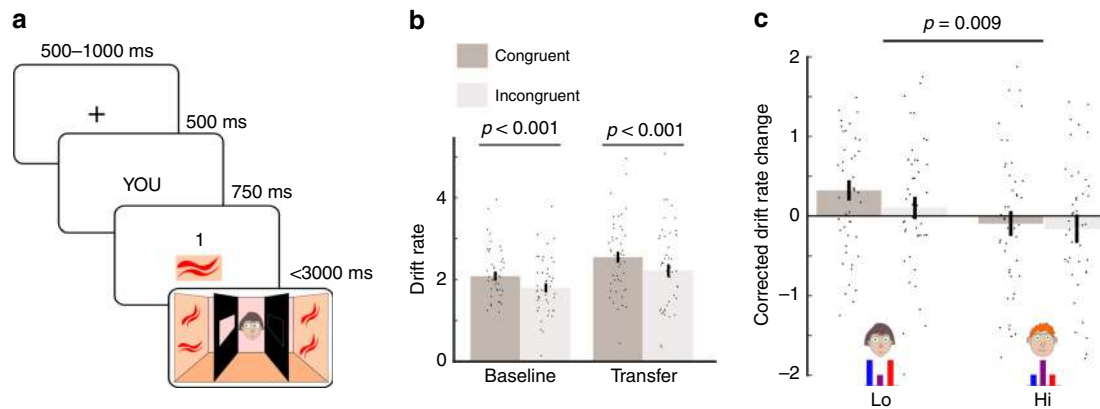 a
500–1000 ms
+
500 ms
YOU
750 ms
1
<3000 ms
b
Congruent
Incongruent
p < 0.001
p < 0.001
Drift rate
4
2
0
Baseline
Transfer
c
p = 0.009
Corrected drift rate change
2
1
0
–1
–2
Lo
Hi